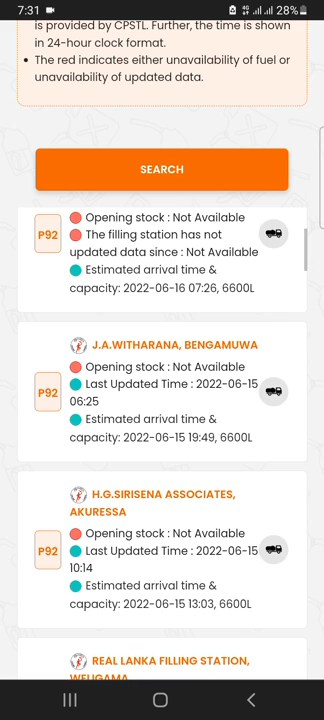 7:31
4G
28%
is provided by CPSTL. Further, the time is shown
in 24-hour clock format.
• The red indicates either unavailability of fuel or
unavailability of updated data.
SEARCH
P92
Opening stock : Not Available
The filling station has not
updated data since : Not Available
Estimated arrival time &
capacity: 2022-06-16 07:26, 6600L
J.A.WITHARANA, BENGAMUWA
P92
Opening stock : Not Available
Last Updated Time : 2022-06-15
06:25
Estimated arrival time &
capacity: 2022-06-15 19:49, 6600L
H.G.SIRISENA ASSOCIATES,
AKURESSA
P92
Opening stock : Not Available
Last Updated Time : 2022-06-15
10:14
Estimated arrival time &
capacity: 2022-06-15 13:03, 6600L
REAL LANKA FILLING STATION,
WELIGAMA